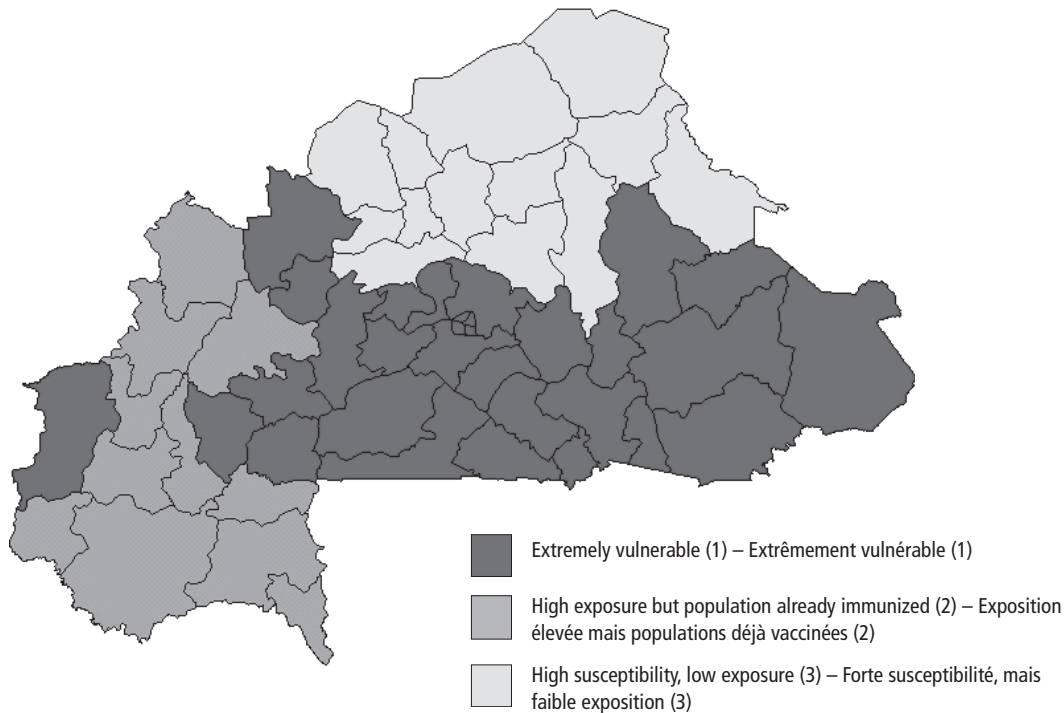 Extremely vulnerable (1) – Extrêmement vulnérable (1)
High exposure but population already immunized (2) – Exposition
élevée mais populations déjà vaccinées (2)
High susceptibility, low exposure (3) – Forte susceptibilité, mais
faible exposition (3)